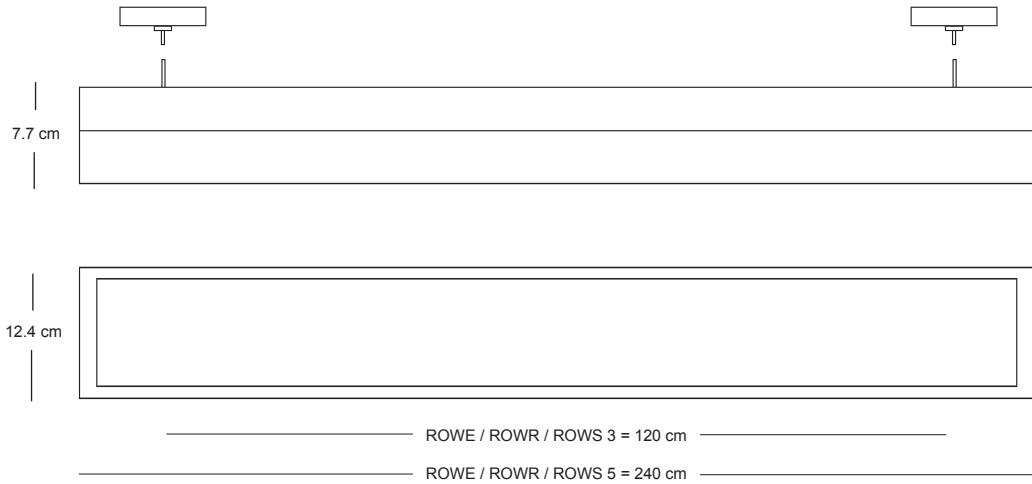 7.7 cm
12.4 cm
ROWE / ROWR / ROWS 3 = 120 cm
ROWE / ROWR / ROWS 5 = 240 cm